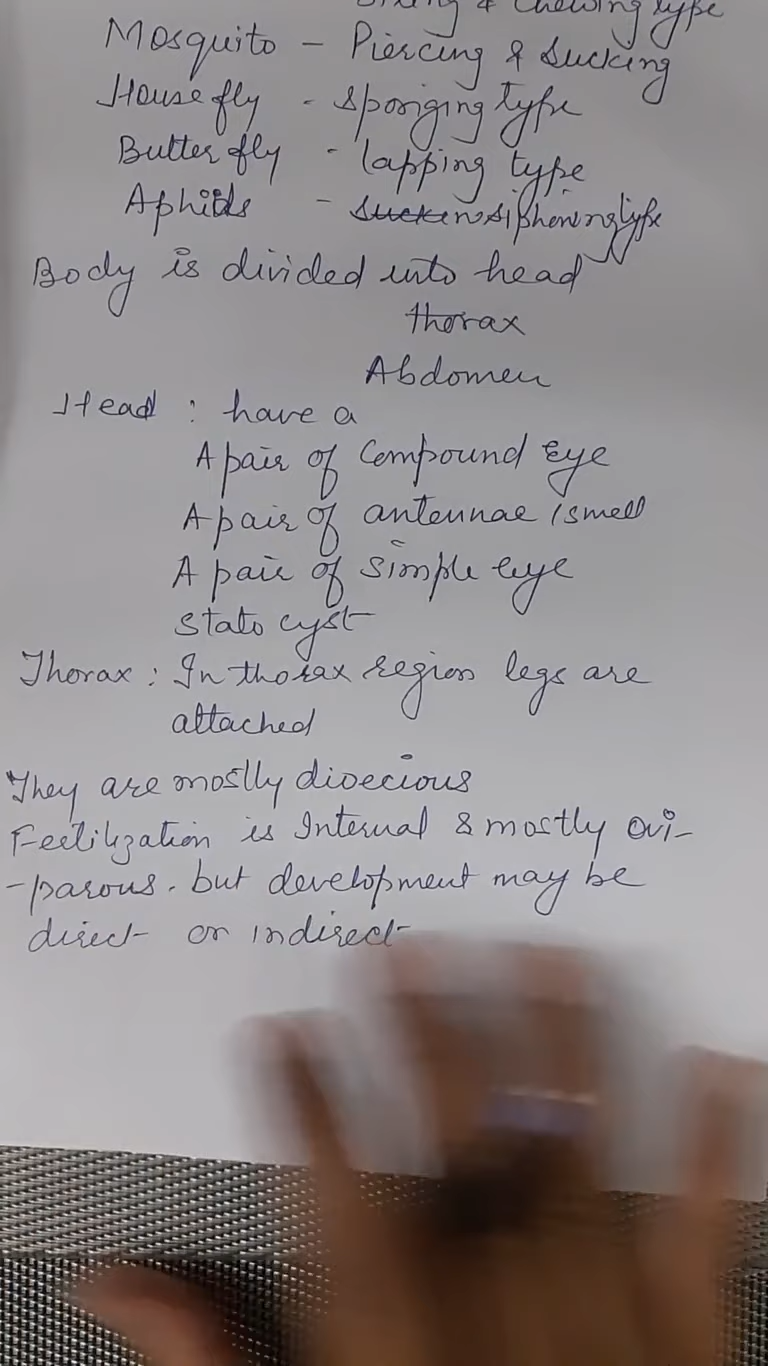 & chewing type
Mosquito - Piercing & Sucking
House fly - Sponging type
Butter fly - lapping type
Aphids - siphoning type
Body is divided into head
thorax
Abdomen
Head : have a
A pair of Compound Eye
A pair of antennae / smell
A pair of simple eye
stato cyst
Thorax : In thorax region legs are
attached
They are mostly dioecious
Fertilization is Internal & mostly ovi-
-parous. but development may be
direct or indirect